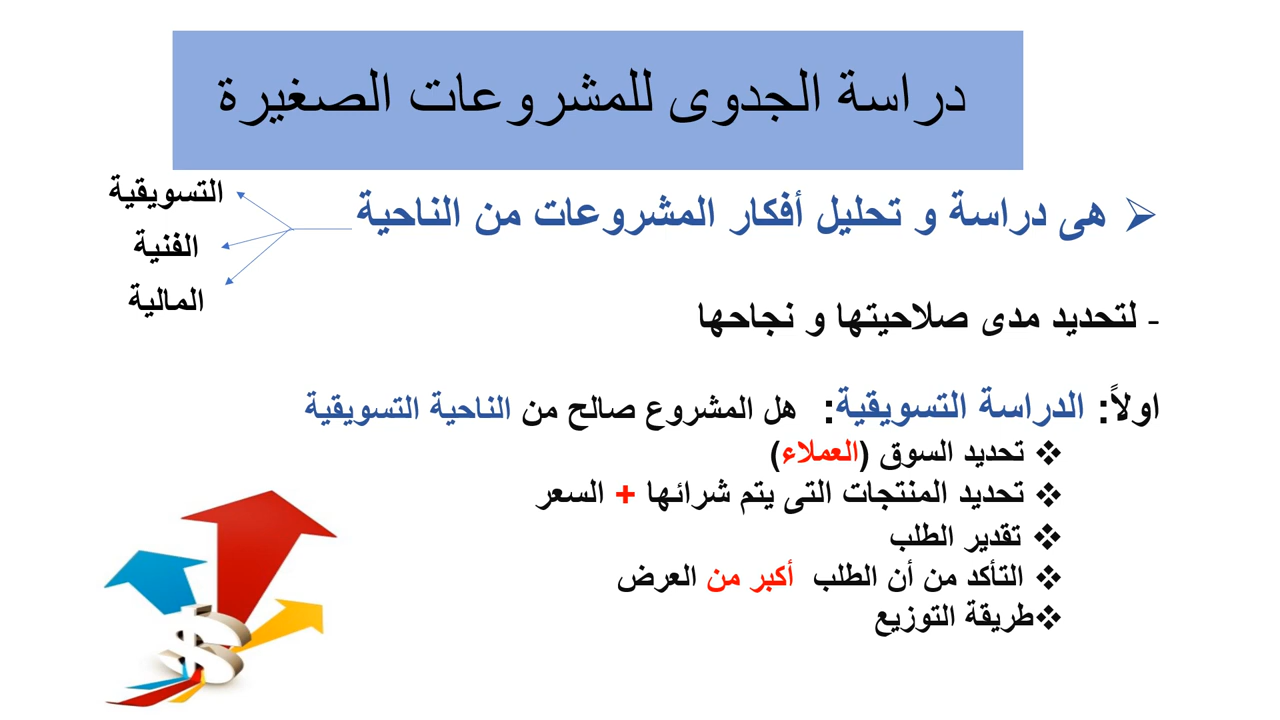 دراسة الجدوى للمشروعات الصغيرة
هى دراسة و تحليل أفكار المشروعات من الناحية
التسويقية
الفنية
المالية
- لتحديد مدى صلاحيتها و نجاحها
اولاً: الدراسة التسويقية: هل المشروع صالح من الناحية التسويقية
تحديد السوق (العملاء)
تحديد المنتجات التى يتم شرائها + السعر
تقدير الطلب
التأكد من أن الطلب أكبر من العرض
طريقة التوزيع